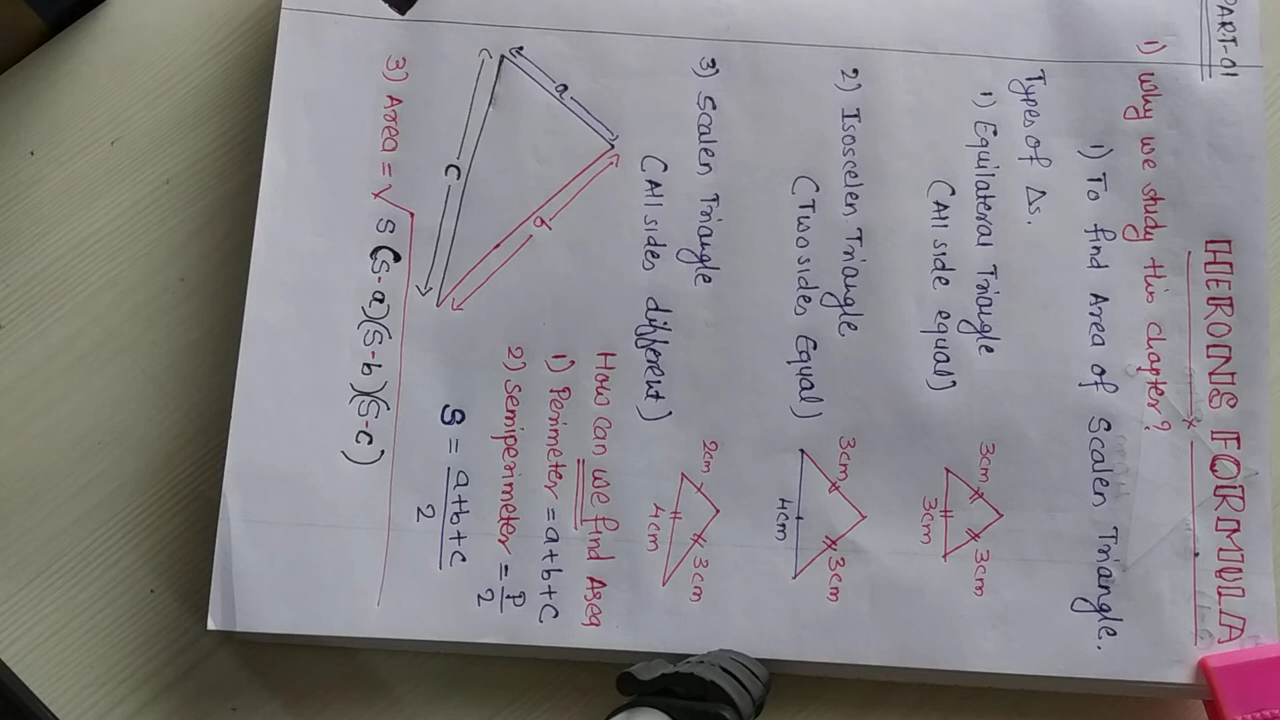 PART-01
HERONS FORMULA
1) Why we study this chapter?
1) To find Area of Scalen Triangle.
Types of Δs.
1) Equilateral Triangle
(All side equal)
3cm
3cm
3cm
2) Isoscelen Triangle
(Two sides Equal)
3cm
3cm
4cm
3) Scalen Triangle
(All sides different)
2cm
3cm
4cm
How can we find Area
1) Perimeter = a+b+c
2) Semiperimeter = P/2
S = a+b+c/2
a
b
c
3) Area = √s(s-a)(s-b)(s-c)